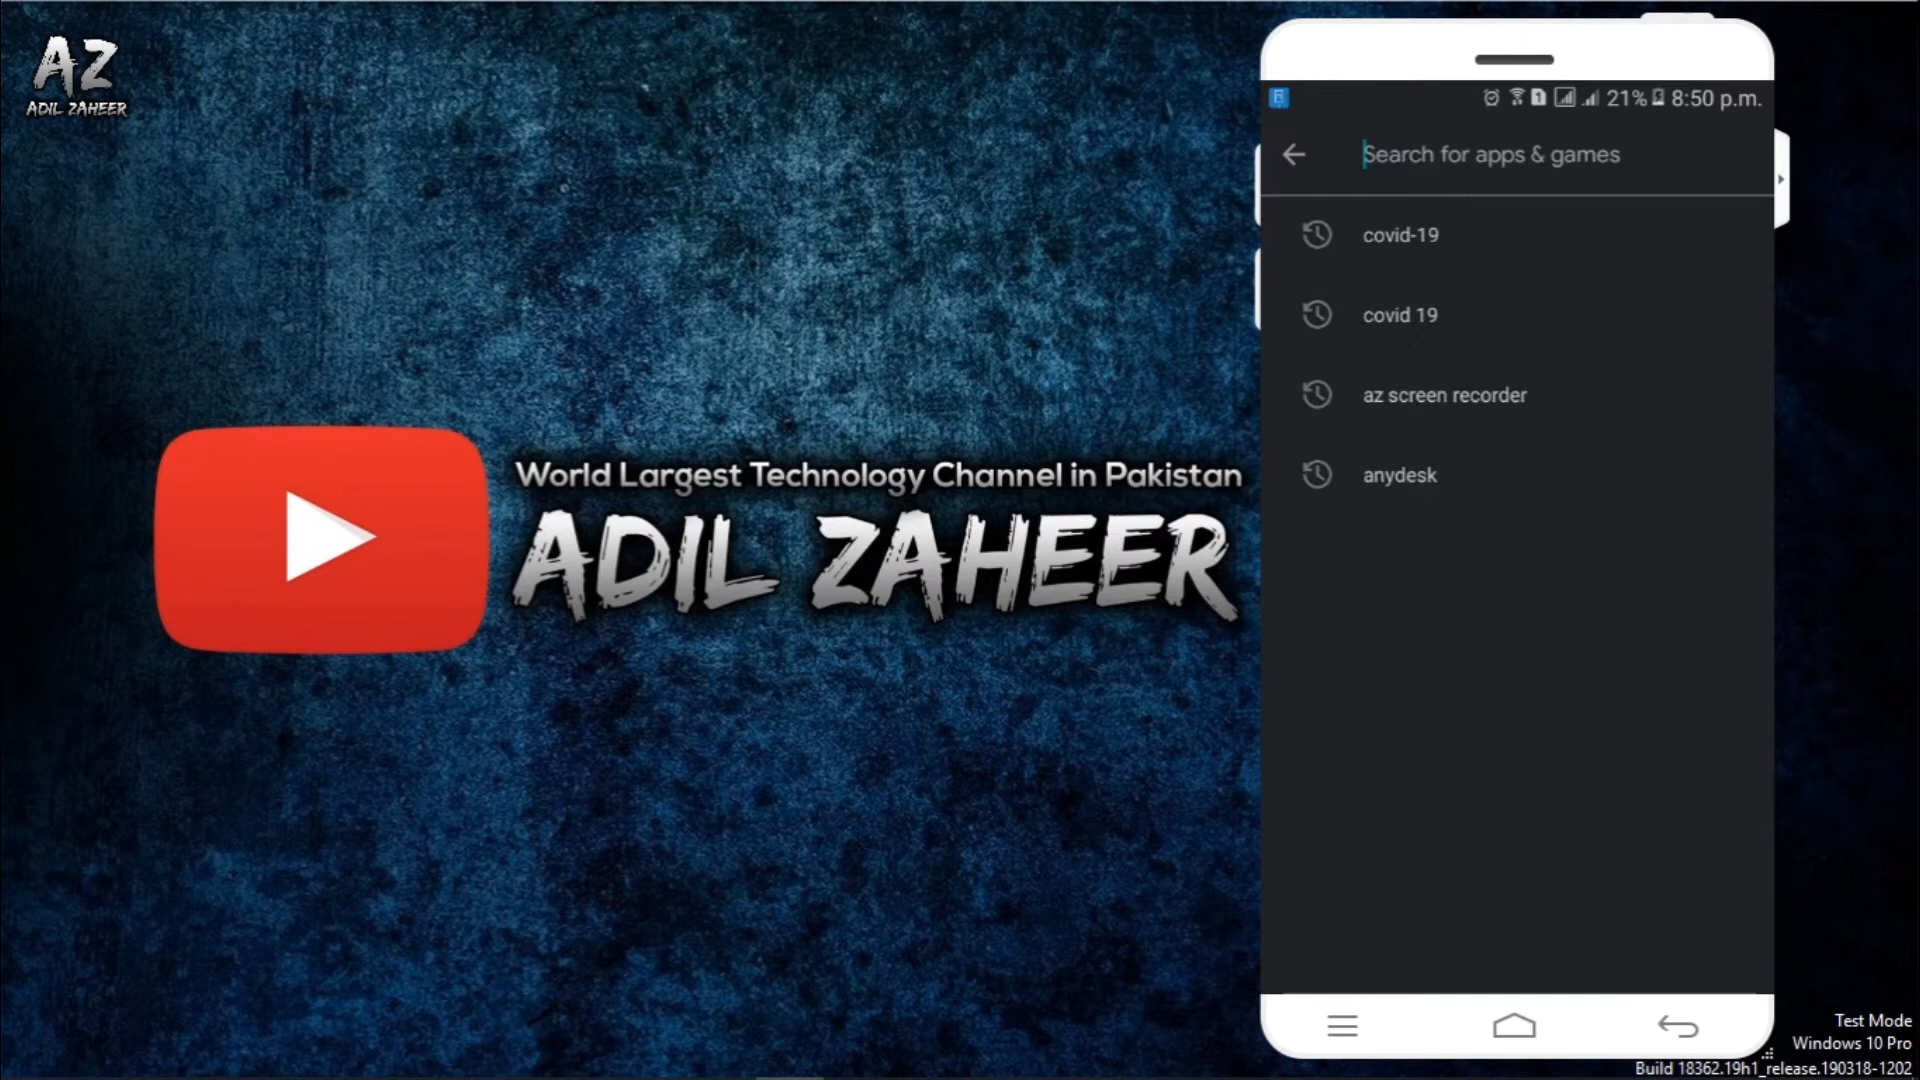 AZ
ADIL ZAHEER
World Largest Technology Channel in Pakistan
ADIL ZAHEER
21% 8:50 p.m.
Search for apps & games
covid-19
covid 19
az screen recorder
anydesk
Test Mode
Windows 10 Pro
Build 18362.19h1_release.190318-1202